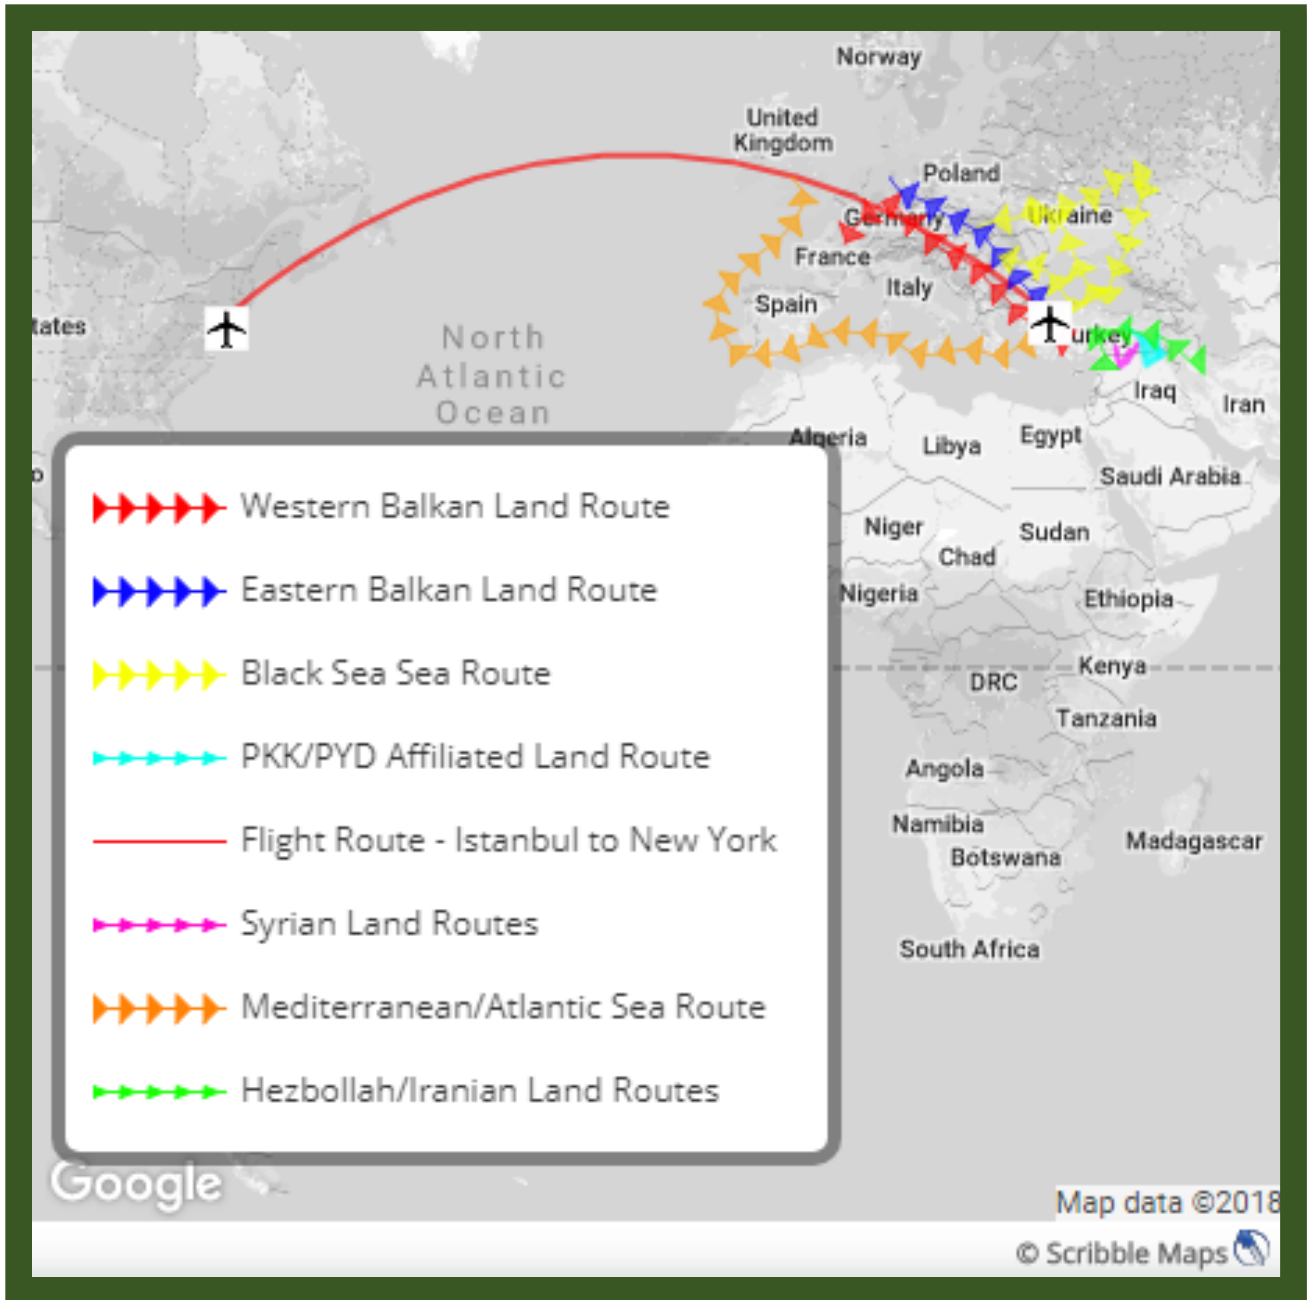 Norway
United
Kingdom
Poland
Germany
Ukraine
France
Italy
Spain
tates
North
Atlantic
Ocean
urkey
Iraq
Iran
Algeria
Libya
Egypt
Saudi Arabia
o
Niger
Sudan
Chad
Nigeria
Ethiopia
Kenya
DRC
Tanzania
Angola
Namibia
Madagascar
Botswana
South Africa
Western Balkan Land Route
Eastern Balkan Land Route
Black Sea Sea Route
PKK/PYD Affiliated Land Route
Flight Route - Istanbul to New York
Syrian Land Routes
Mediterranean/Atlantic Sea Route
Hezbollah/Iranian Land Routes
Google
Map data ©2018
© Scribble Maps